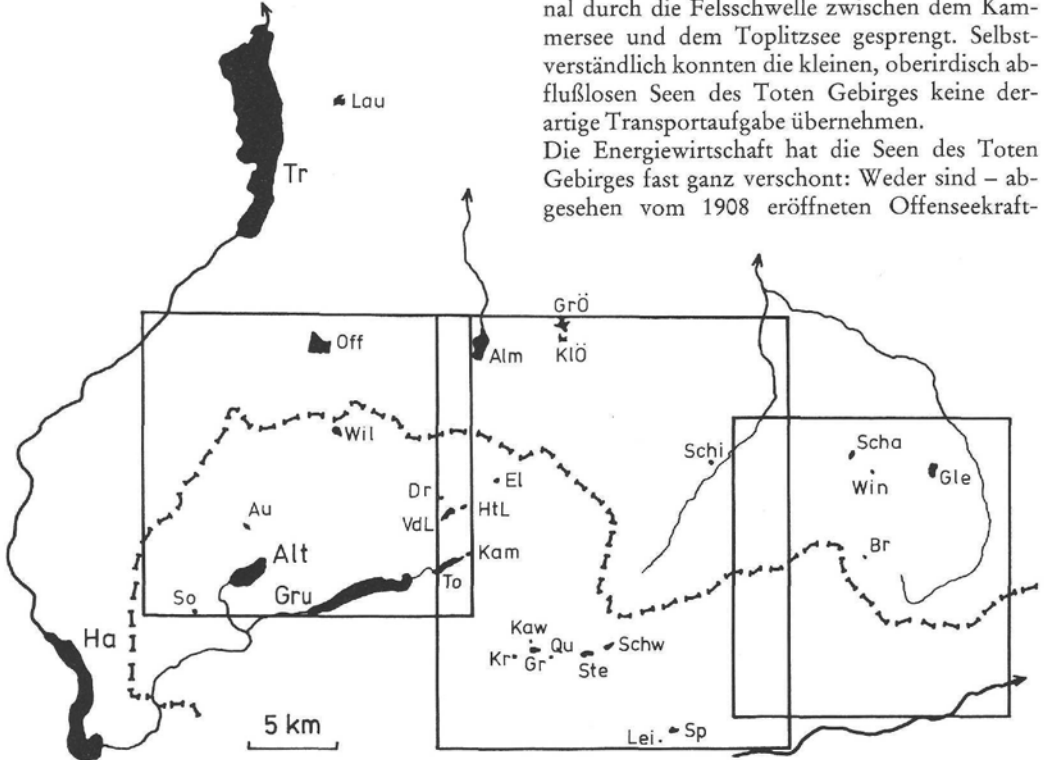 nal durch die Felsschwelle zwischen dem Kam-
mersee und dem Toplitzsee gesprengt. Selbst-
verständlich konnten die kleinen, oberirdisch ab-
flußlosen Seen des Toten Gebirges keine der-
artige Transportaufgabe übernehmen.
Die Energiewirtschaft hat die Seen des Toten
Gebirges fast ganz verschont: Weder sind – ab-
gesehen vom 1908 eröffneten Offenseekraft-
Lau
Tr
GrÖ
Off
Alm
KlÖ
Wil
Schi
Scha
Win
Gle
El
Dr
HtL
VdL
Au
Br
Alt
Kam
To
Gru
So
Ha
Kaw
Qu
Schw
Kr
Gr
Ste
5 km
Lei
Sp